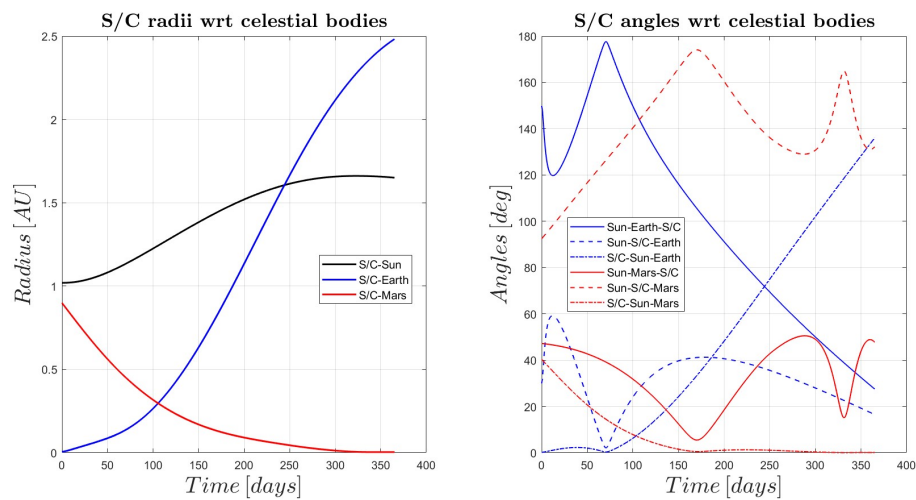 S/C radii wrt celestial bodies
2.5
2
1.5
1
0.5
0
Radius [AU]
S/C-Sun
S/C-Earth
S/C-Mars
0 50 100 150 200 250 300 350 400
Time [days]
S/C angles wrt celestial bodies
180
160
140
120
100
80
60
40
20
0
Angles [deg]
Sun-Earth-S/C
Sun-S/C-Earth
S/C-Sun-Earth
Sun-Mars-S/C
Sun-S/C-Mars
S/C-Sun-Mars
0 50 100 150 200 250 300 350 400
Time [days]